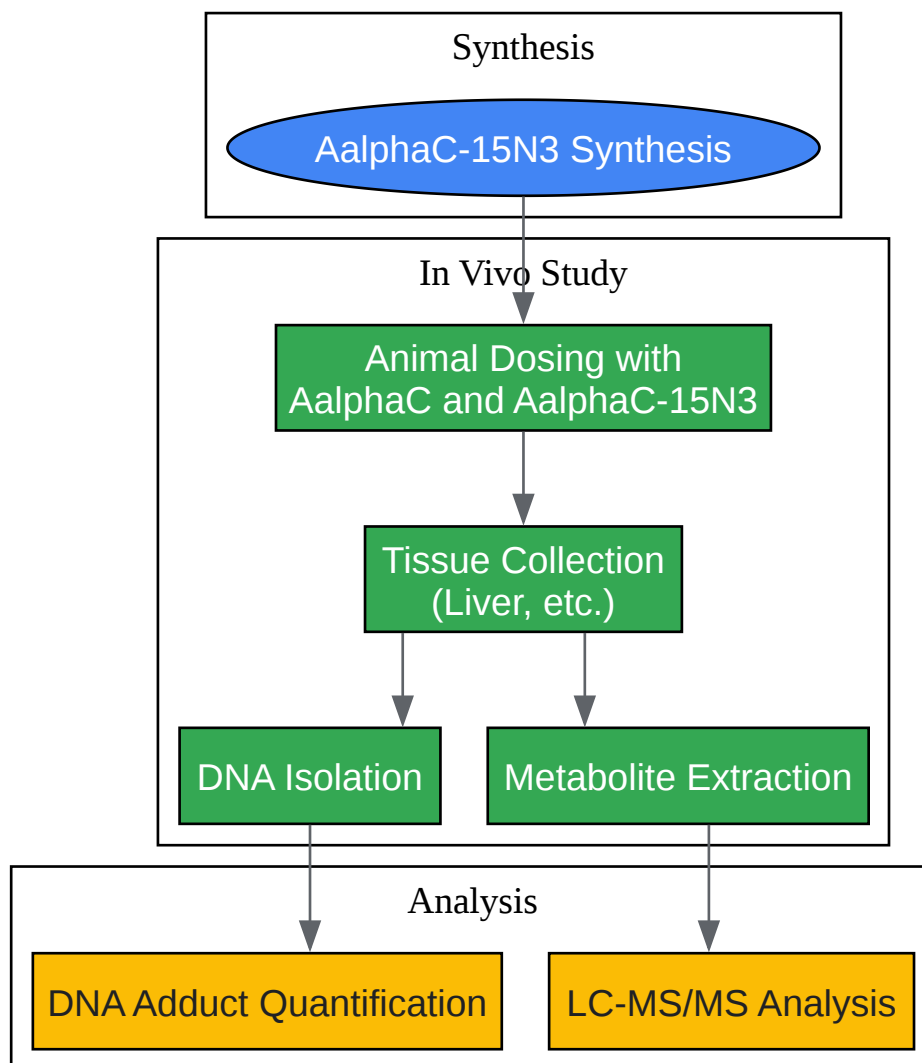 Synthesis
AalphaC-15N3 Synthesis
In Vivo Study
Animal Dosing with
AalphaC and AalphaC-15N3
Tissue Collection
(Liver, etc.)
DNA Isolation
Metabolite Extraction
Analysis
DNA Adduct Quantification
LC-MS/MS Analysis